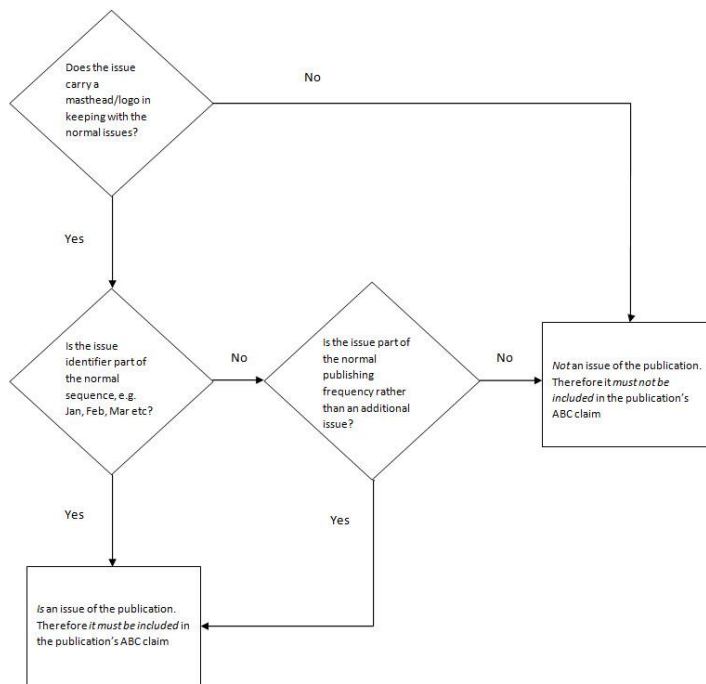 Does the issue
carry a
masthead/logo in
keeping with the
normal issues?
No
Yes
Is the issue
identifier part of
the normal
sequence, e.g.
Jan, Feb, Mar etc?
No
Is the issue part of
the normal
publishing
frequency rather
than an additional
issue?
No
Not an issue of the publication.
Therefore it must not be
included in the publication's
ABC claim
Yes
Yes
Is an issue of the publication.
Therefore it must be included in
the publication's ABC claim